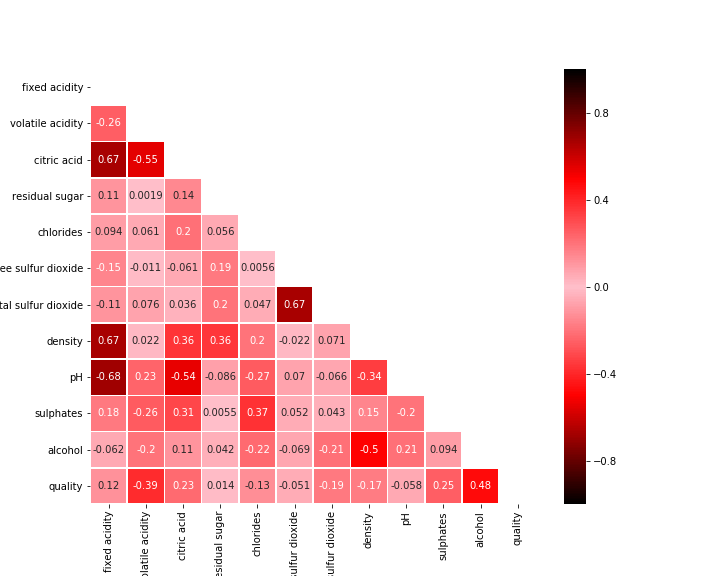 fixed acidity
volatile acidity -0.26
citric acid 0.67 -0.55
residual sugar 0.11 0.0019 0.14
chlorides 0.094 0.061 0.2 0.056
ee sulfur dioxide -0.15 -0.011 -0.061 0.19 0.0056
tal sulfur dioxide -0.11 0.076 0.036 0.2 0.047 0.67
density 0.67 0.022 0.36 0.36 0.2 -0.022 0.071
pH -0.68 0.23 -0.54 -0.086 -0.27 0.07 -0.066 -0.34
sulphates 0.18 -0.26 0.31 0.0055 0.37 0.052 0.043 0.15 -0.2
alcohol -0.062 -0.2 0.11 0.042 -0.22 -0.069 -0.21 -0.5 0.21 0.094
quality 0.12 -0.39 0.23 0.014 -0.13 -0.051 -0.19 -0.17 -0.058 0.25 0.48
fixed acidity
olatile acidity
citric acid
esidual sugar
chlorides
sulfur dioxide
sulfur dioxide
density
pH
sulphates
alcohol
quality
0.8
0.4
0.0
−0.4
−0.8